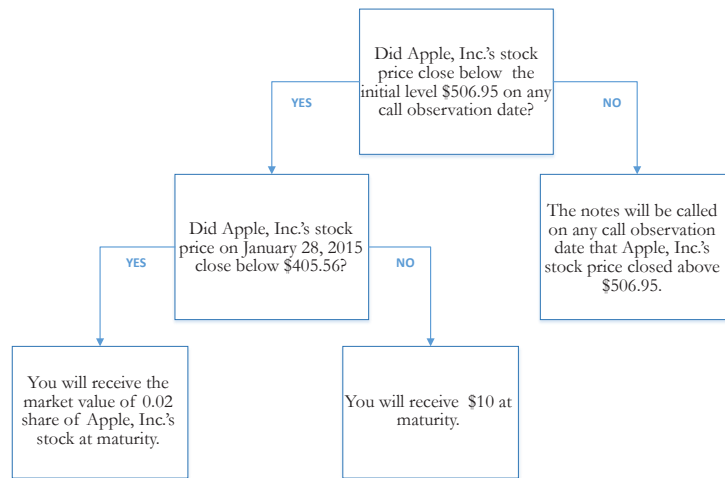 Did Apple, Inc.'s stock
price close below the
initial level $506.95 on any
call observation date?
YES
NO
Did Apple, Inc.'s stock
price on January 28, 2015
close below $405.56?
The notes will be called
on any call observation
date that Apple, Inc.'s
stock price closed above
$506.95.
YES
NO
You will receive the
market value of 0.02
share of Apple, Inc.'s
stock at maturity.
You will receive $10 at
maturity.